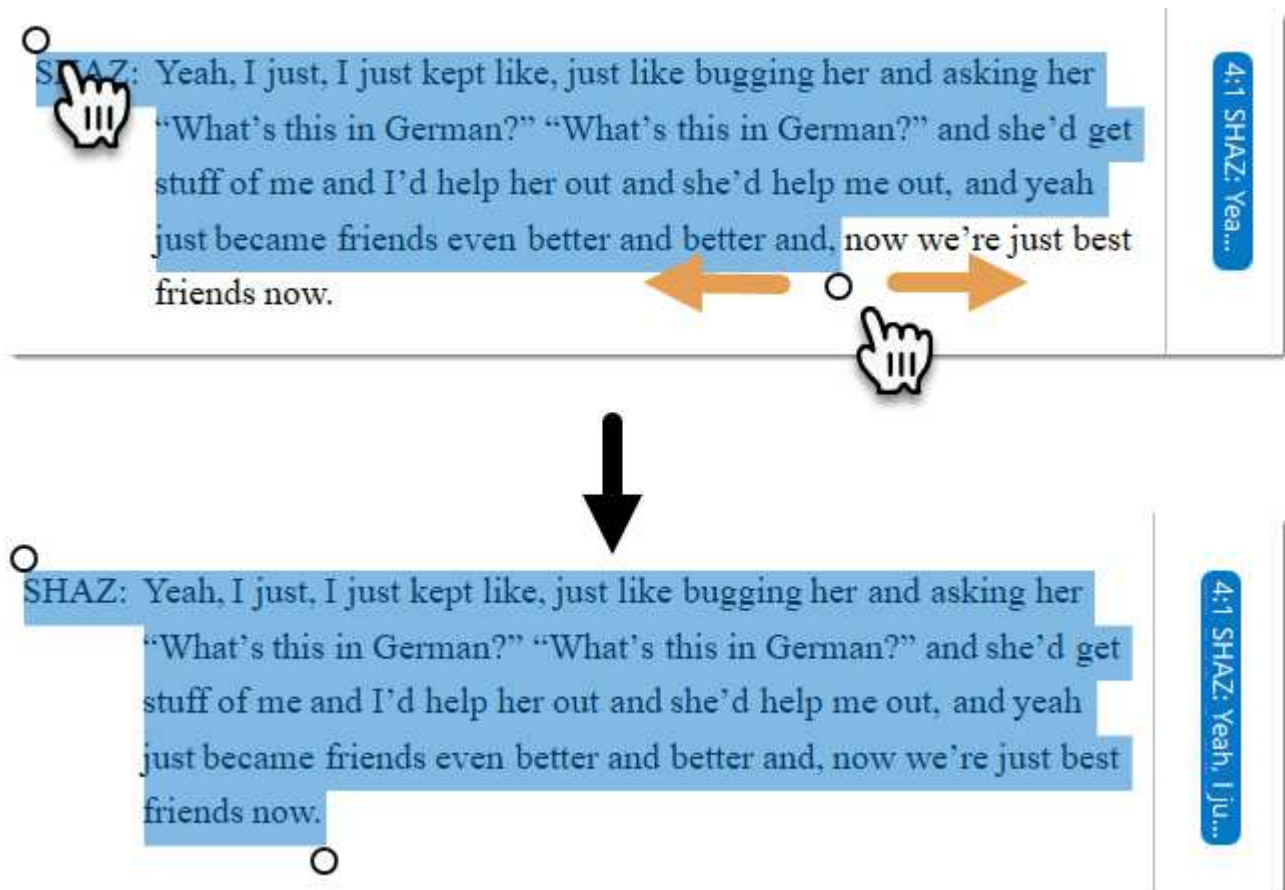 SHAZ: Yeah, I just, I just kept like, just like bugging her and asking her
“What’s this in German?” “What’s this in German?” and she’d get
stuff of me and I’d help her out and she’d help me out, and yeah
just became friends even better and better and, now we’re just best
friends now.
4:1 SHAZ: Yea...
SHAZ: Yeah, I just, I just kept like, just like bugging her and asking her
“What’s this in German?” “What’s this in German?” and she’d get
stuff of me and I’d help her out and she’d help me out, and yeah
just became friends even better and better and, now we’re just best
friends now.
4:1 SHAZ: Yeah, I ju...